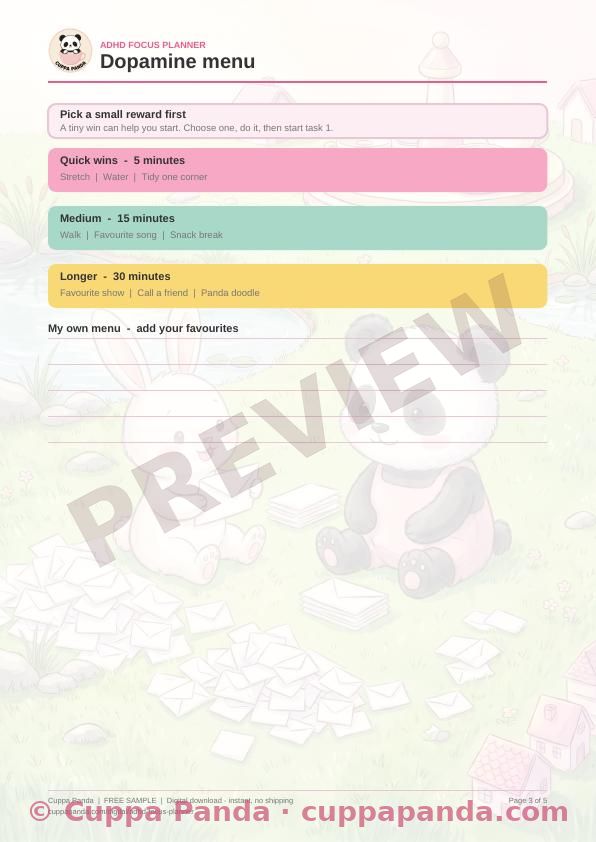 CUPPA PANDA
ADHD FOCUS PLANNER
Dopamine menu
Pick a small reward first
A tiny win can help you start. Choose one, do it, then start task 1.
Quick wins - 5 minutes
Stretch | Water | Tidy one corner
Medium - 15 minutes
Walk | Favourite song | Snack break
Longer - 30 minutes
Favourite show | Call a friend | Panda doodle
My own menu - add your favourites
PREVIEW
Cuppa Panda | FREE SAMPLE | Digital download - instant, no shipping
Page 3 of 5
© Cuppa Panda · cuppapanda.com